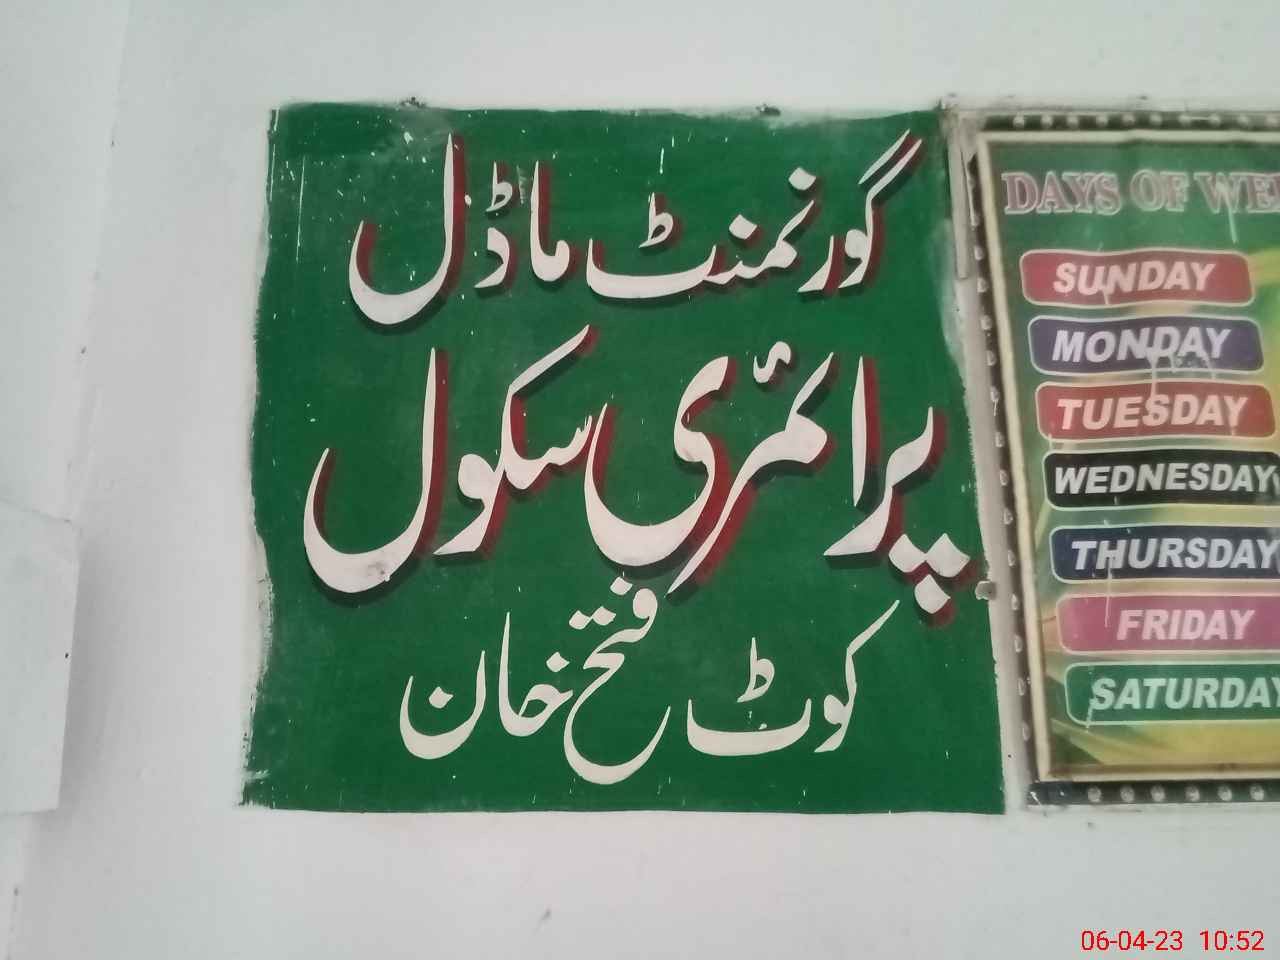 گورنمنٹ ماڈل
پرائمری سکول
کوٹ فتح خان
DAYS OF
SUNDAY
MONDAY
TUESDAY
WEDNESDAY
THURSDAY
FRIDAY
SATURDAY
06-04-23 10:52